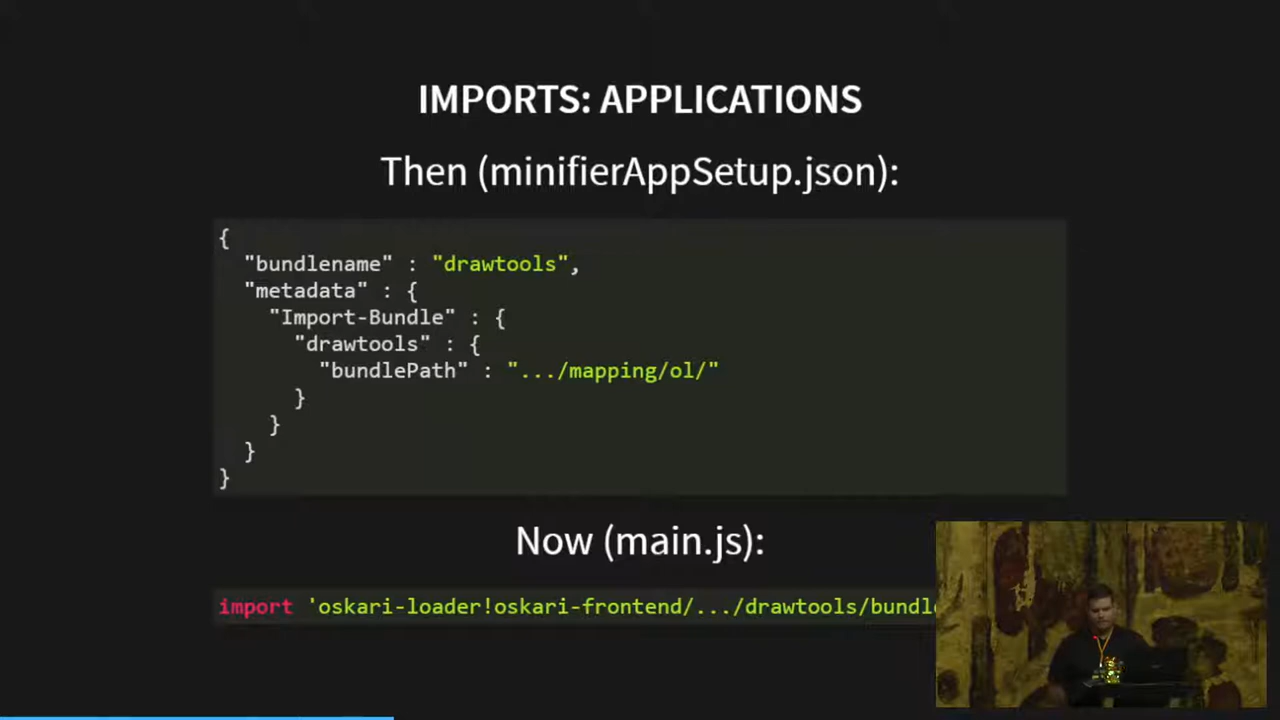 IMPORTS: APPLICATIONS
Then (minifierAppSetup.json):
{
  "bundlename" : "drawtools",
  "metadata" : {
    "Import-Bundle" : {
      "drawtools" : {
        "bundlePath" : ".../mapping/ol/"
      }
    }
  }
}
Now (main.js):
import 'oskari-loader!oskari-frontend/.../drawtools/bundle